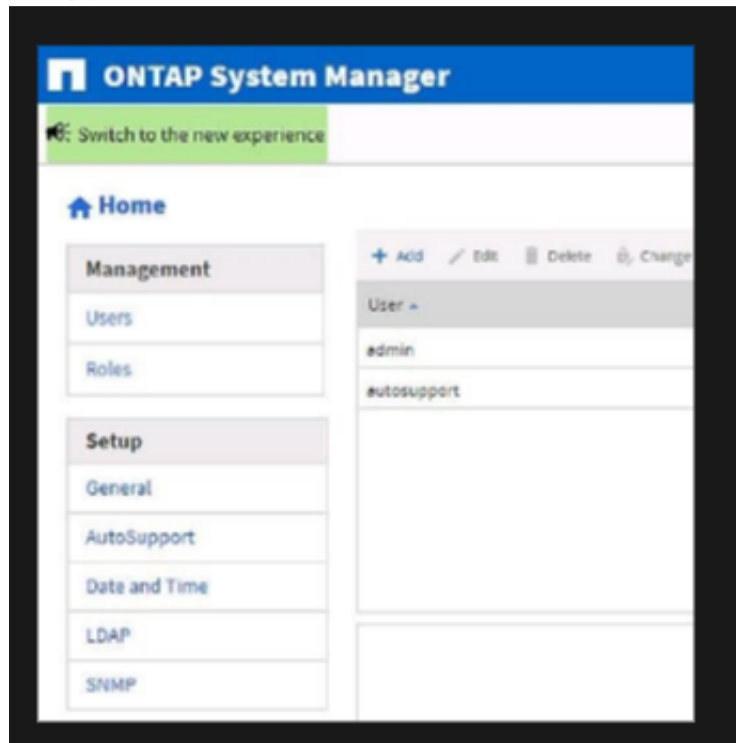 ONTAP System Manager
Switch to the new experience
Home
Management
Users
Roles
Setup
General
AutoSupport
Date and Time
LDAP
SNMP
+ Add Edit Delete Change
User
admin
autosupport